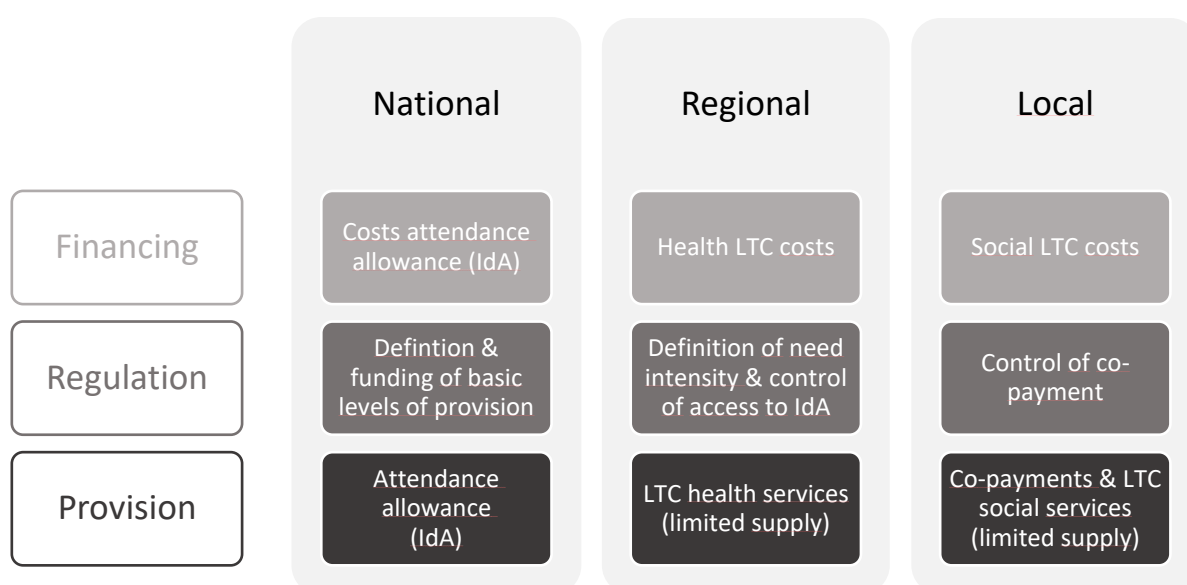 National
Regional
Local
Financing
Costs attendance
allowance (IdA)
Health LTC costs
Social LTC costs
Regulation
Defintion &
funding of basic
levels of provision
Definition of need
intensity & control
of access to IdA
Control of co-
payment
Provision
Attendance
allowance
(IdA)
LTC health services
(limited supply)
Co-payments & LTC
social services
(limited supply)